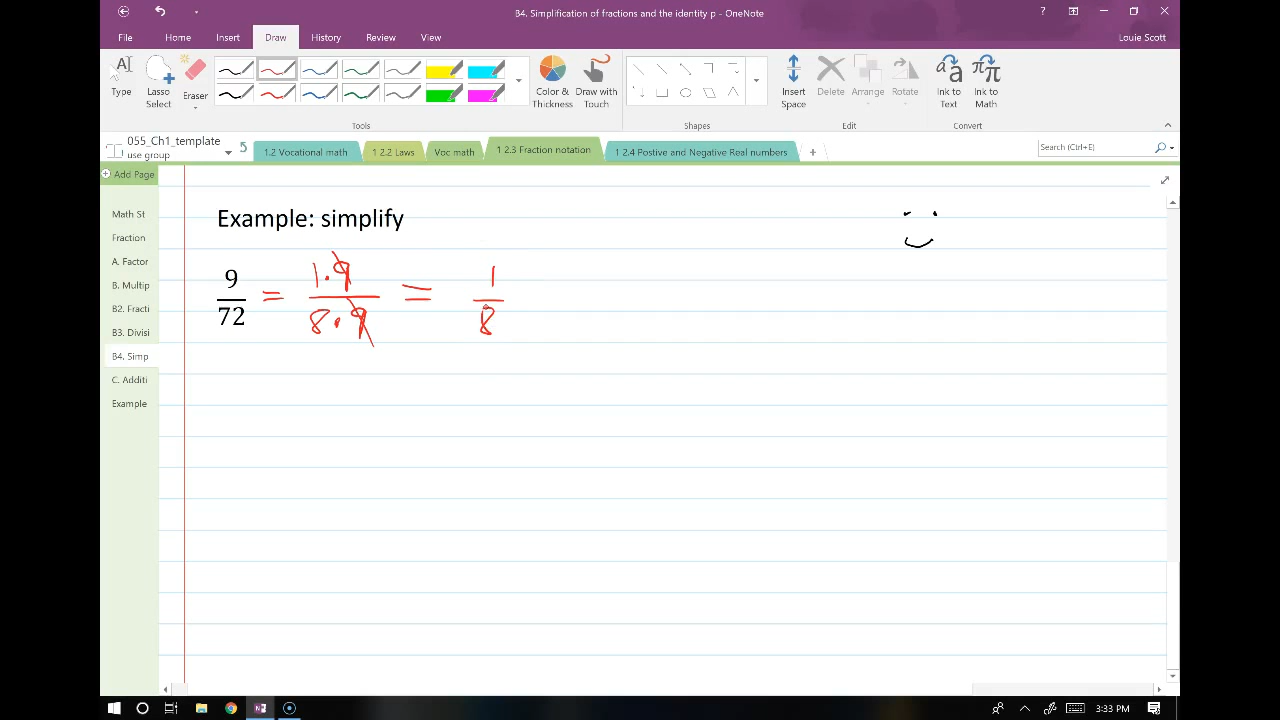 B4. Simplification of fractions and the identity p - OneNote
?
File Home Insert Draw History Review View
Louie Scott
Type Lasso Select Eraser Color & Thickness Draw with Touch Insert Space Delete Arrange Rotate Ink to Text Ink to Math
Tools Shapes Edit Convert
055_Ch1_template
use group
1.2 Vocational math 1 2.2 Laws Voc math 1 2.3 Fraction notation 1 2.4 Postive and Negative Real numbers
Search (Ctrl+E)
Add Page
Math St
Fraction
A. Factor
B. Multip
B2. Fracti
B3. Divisi
B4. Simp
C. Additi
Example
Example: simplify
9/72 = 1·9/8·9 = 1/8
3:33 PM